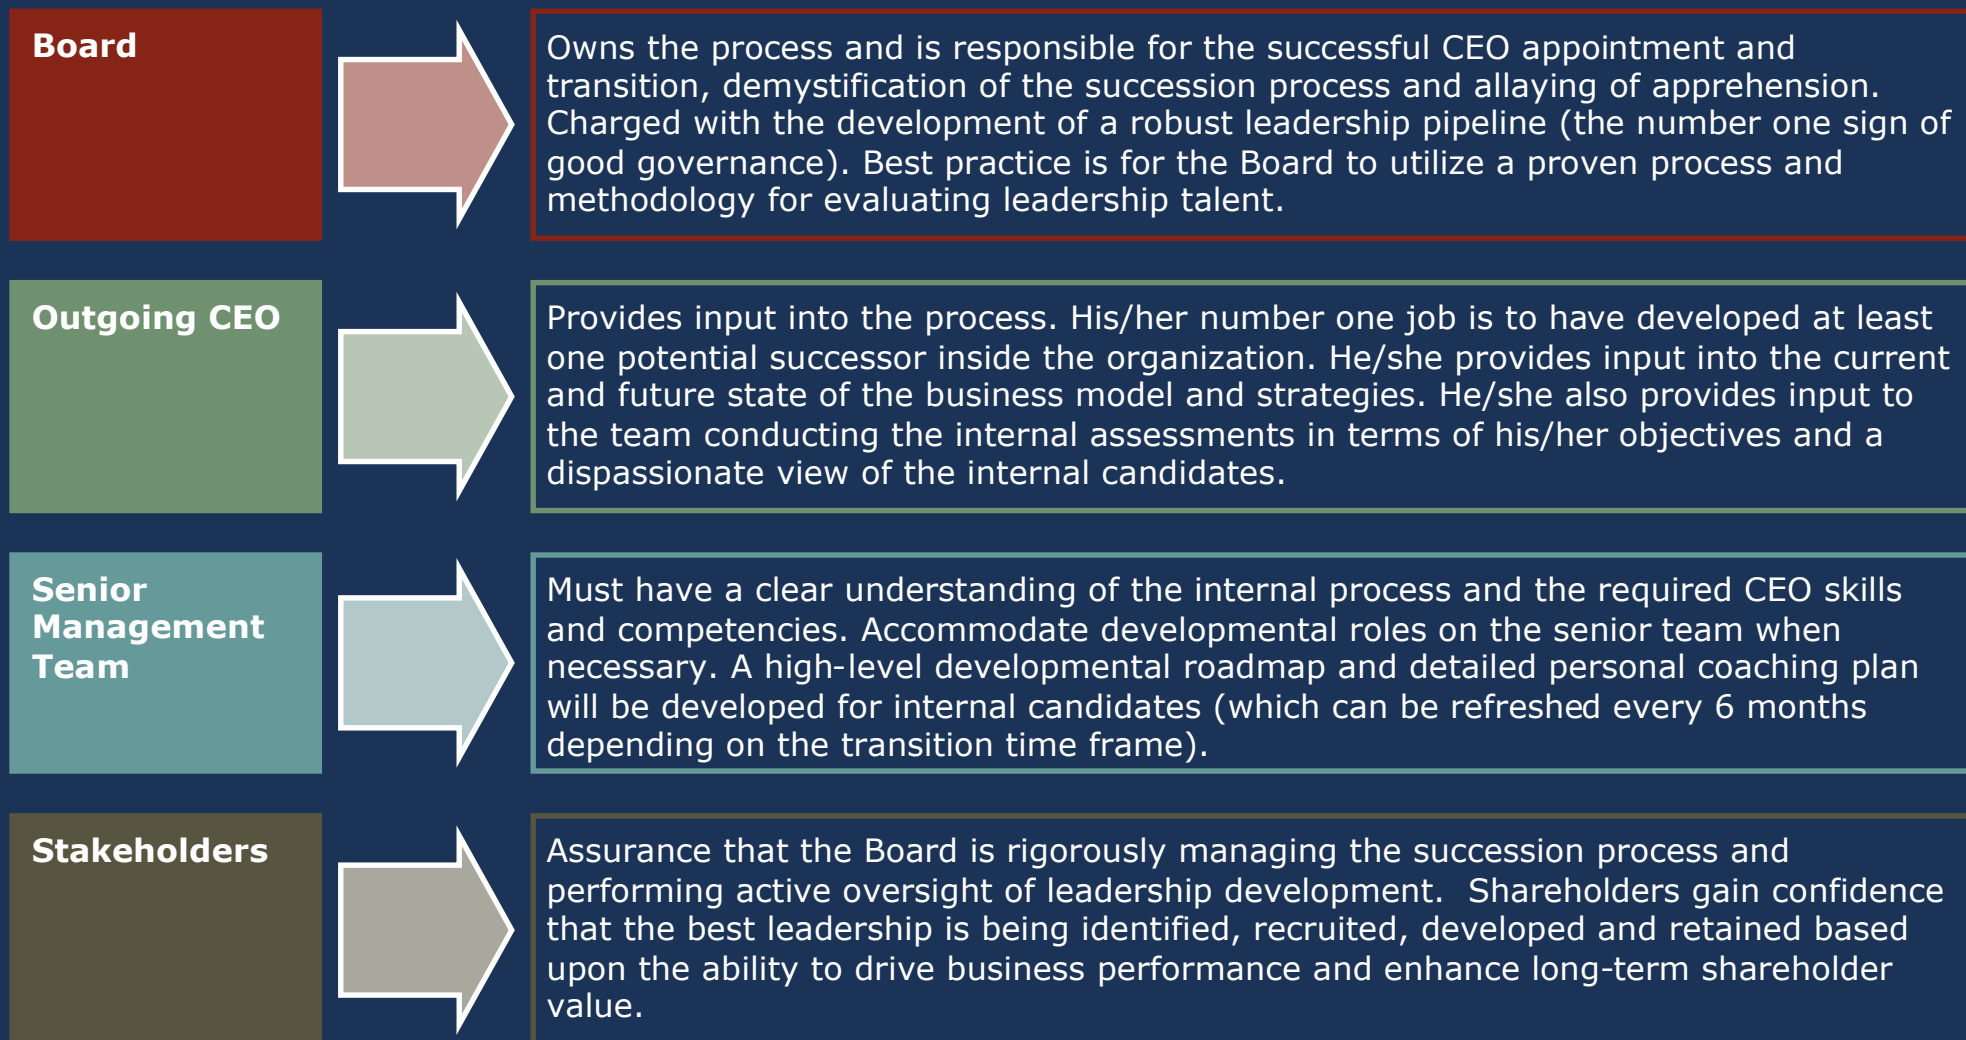 Board
Owns the process and is responsible for the successful CEO appointment and
transition, demystification of the succession process and allaying of apprehension.
Charged with the development of a robust leadership pipeline (the number one sign of
good governance). Best practice is for the Board to utilize a proven process and
methodology for evaluating leadership talent.
Outgoing CEO
Provides input into the process. His/her number one job is to have developed at least
one potential successor inside the organization. He/she provides input into the current
and future state of the business model and strategies. He/she also provides input to
the team conducting the internal assessments in terms of his/her objectives and a
dispassionate view of the internal candidates.
Senior
Management
Team
Must have a clear understanding of the internal process and the required CEO skills
and competencies. Accommodate developmental roles on the senior team when
necessary. A high-level developmental roadmap and detailed personal coaching plan
will be developed for internal candidates (which can be refreshed every 6 months
depending on the transition time frame).
Stakeholders
Assurance that the Board is rigorously managing the succession process and
performing active oversight of leadership development.  Shareholders gain confidence
that the best leadership is being identified, recruited, developed and retained based
upon the ability to drive business performance and enhance long-term shareholder
value.